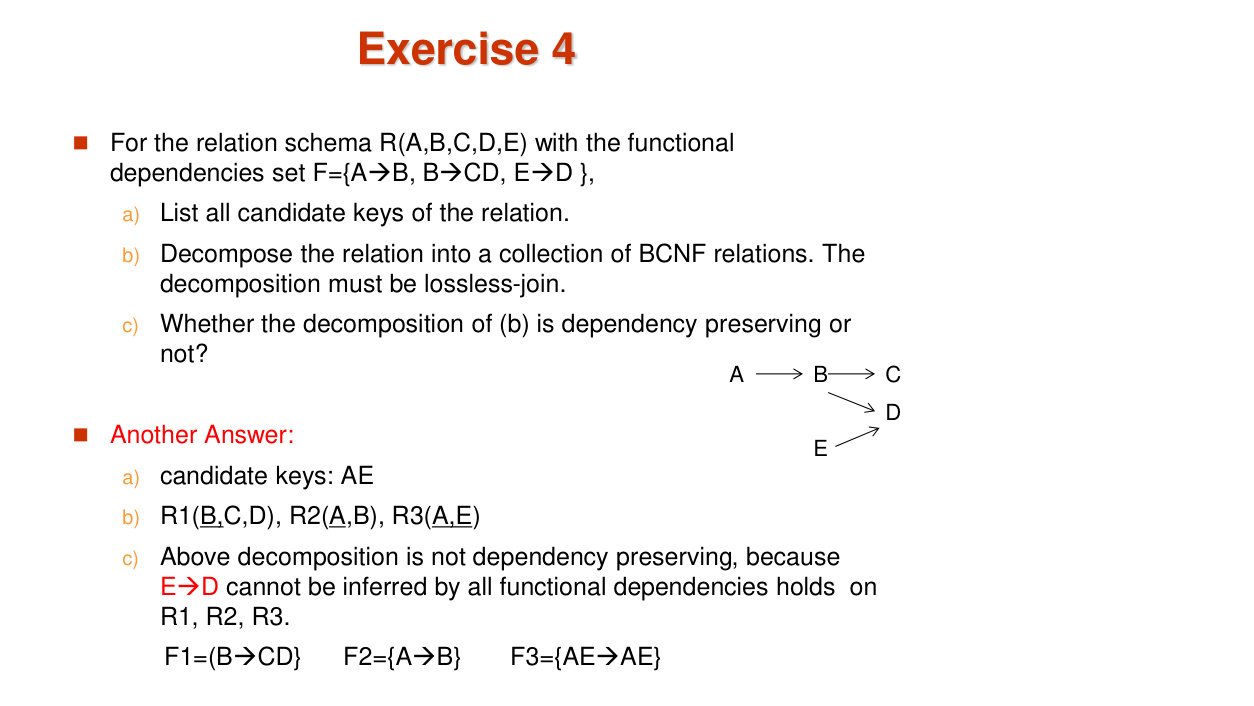 Exercise 4
For the relation schema R(A,B,C,D,E) with the functional
dependencies set F={A→B, B→CD, E→D },
a) List all candidate keys of the relation.
b) Decompose the relation into a collection of BCNF relations. The
decomposition must be lossless-join.
c) Whether the decomposition of (b) is dependency preserving or
not?
A B C
D
E
Another Answer:
a) candidate keys: AE
b) R1(B,C,D), R2(A,B), R3(A,E)
c) Above decomposition is not dependency preserving, because
E→D cannot be inferred by all functional dependencies holds on
R1, R2, R3.
F1=(B→CD} F2={A→B} F3={AE→AE}